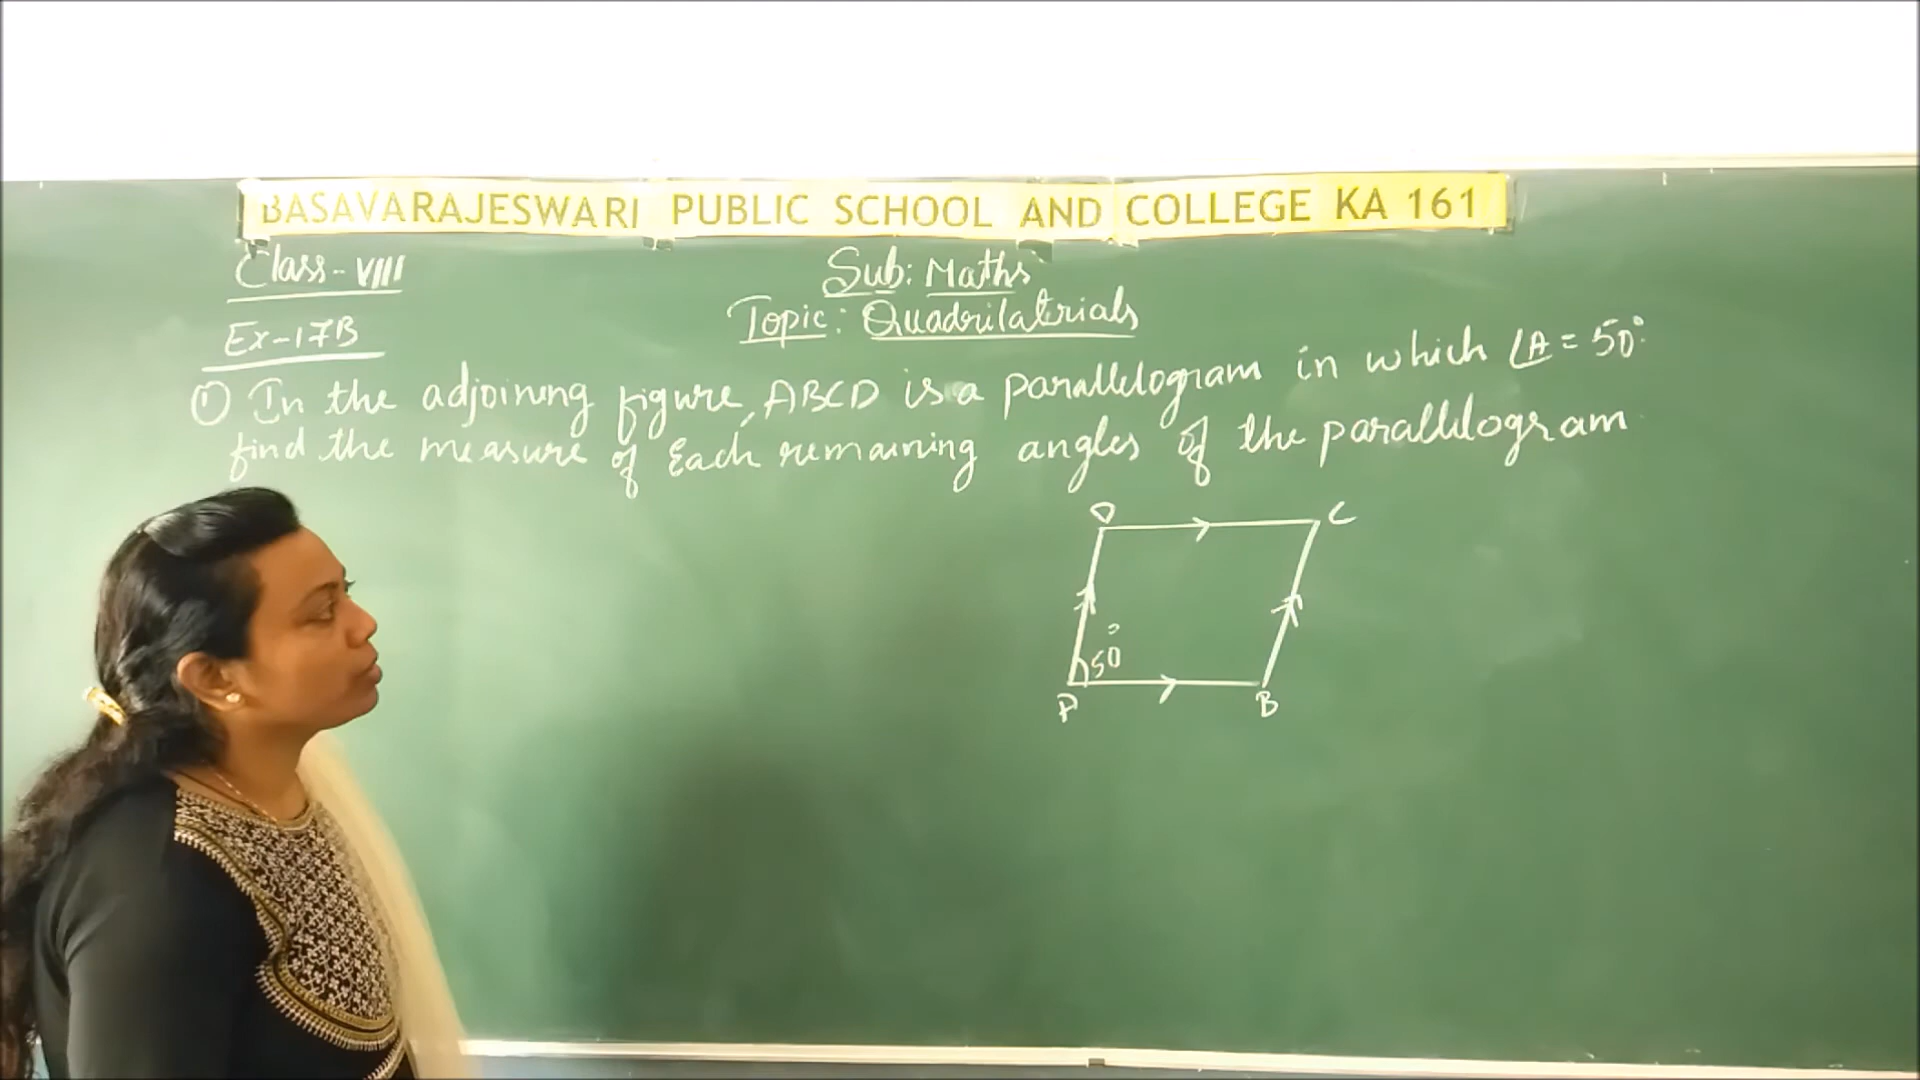 BASAVARAJESWARI PUBLIC SCHOOL AND COLLEGE KA 161
Class-VIII
Sub: Maths
Ex-17B
Topic: Quadrilatrials
① In the adjoining figure, ABCD is a parallelogram in which ∠A = 50°
find the measure of Each remaining angles of the parallelogram
D C
50°
A B